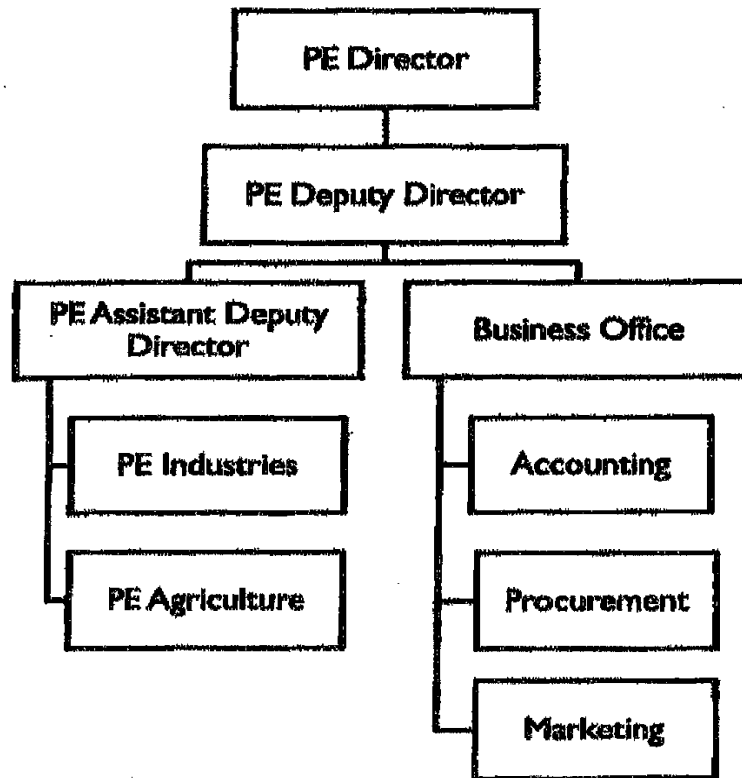 PE Director
PE Deputy Director
PE Assistant Deputy
Director
Business Office
PE Industries
Accounting
PE Agriculture
Procurement
Marketing